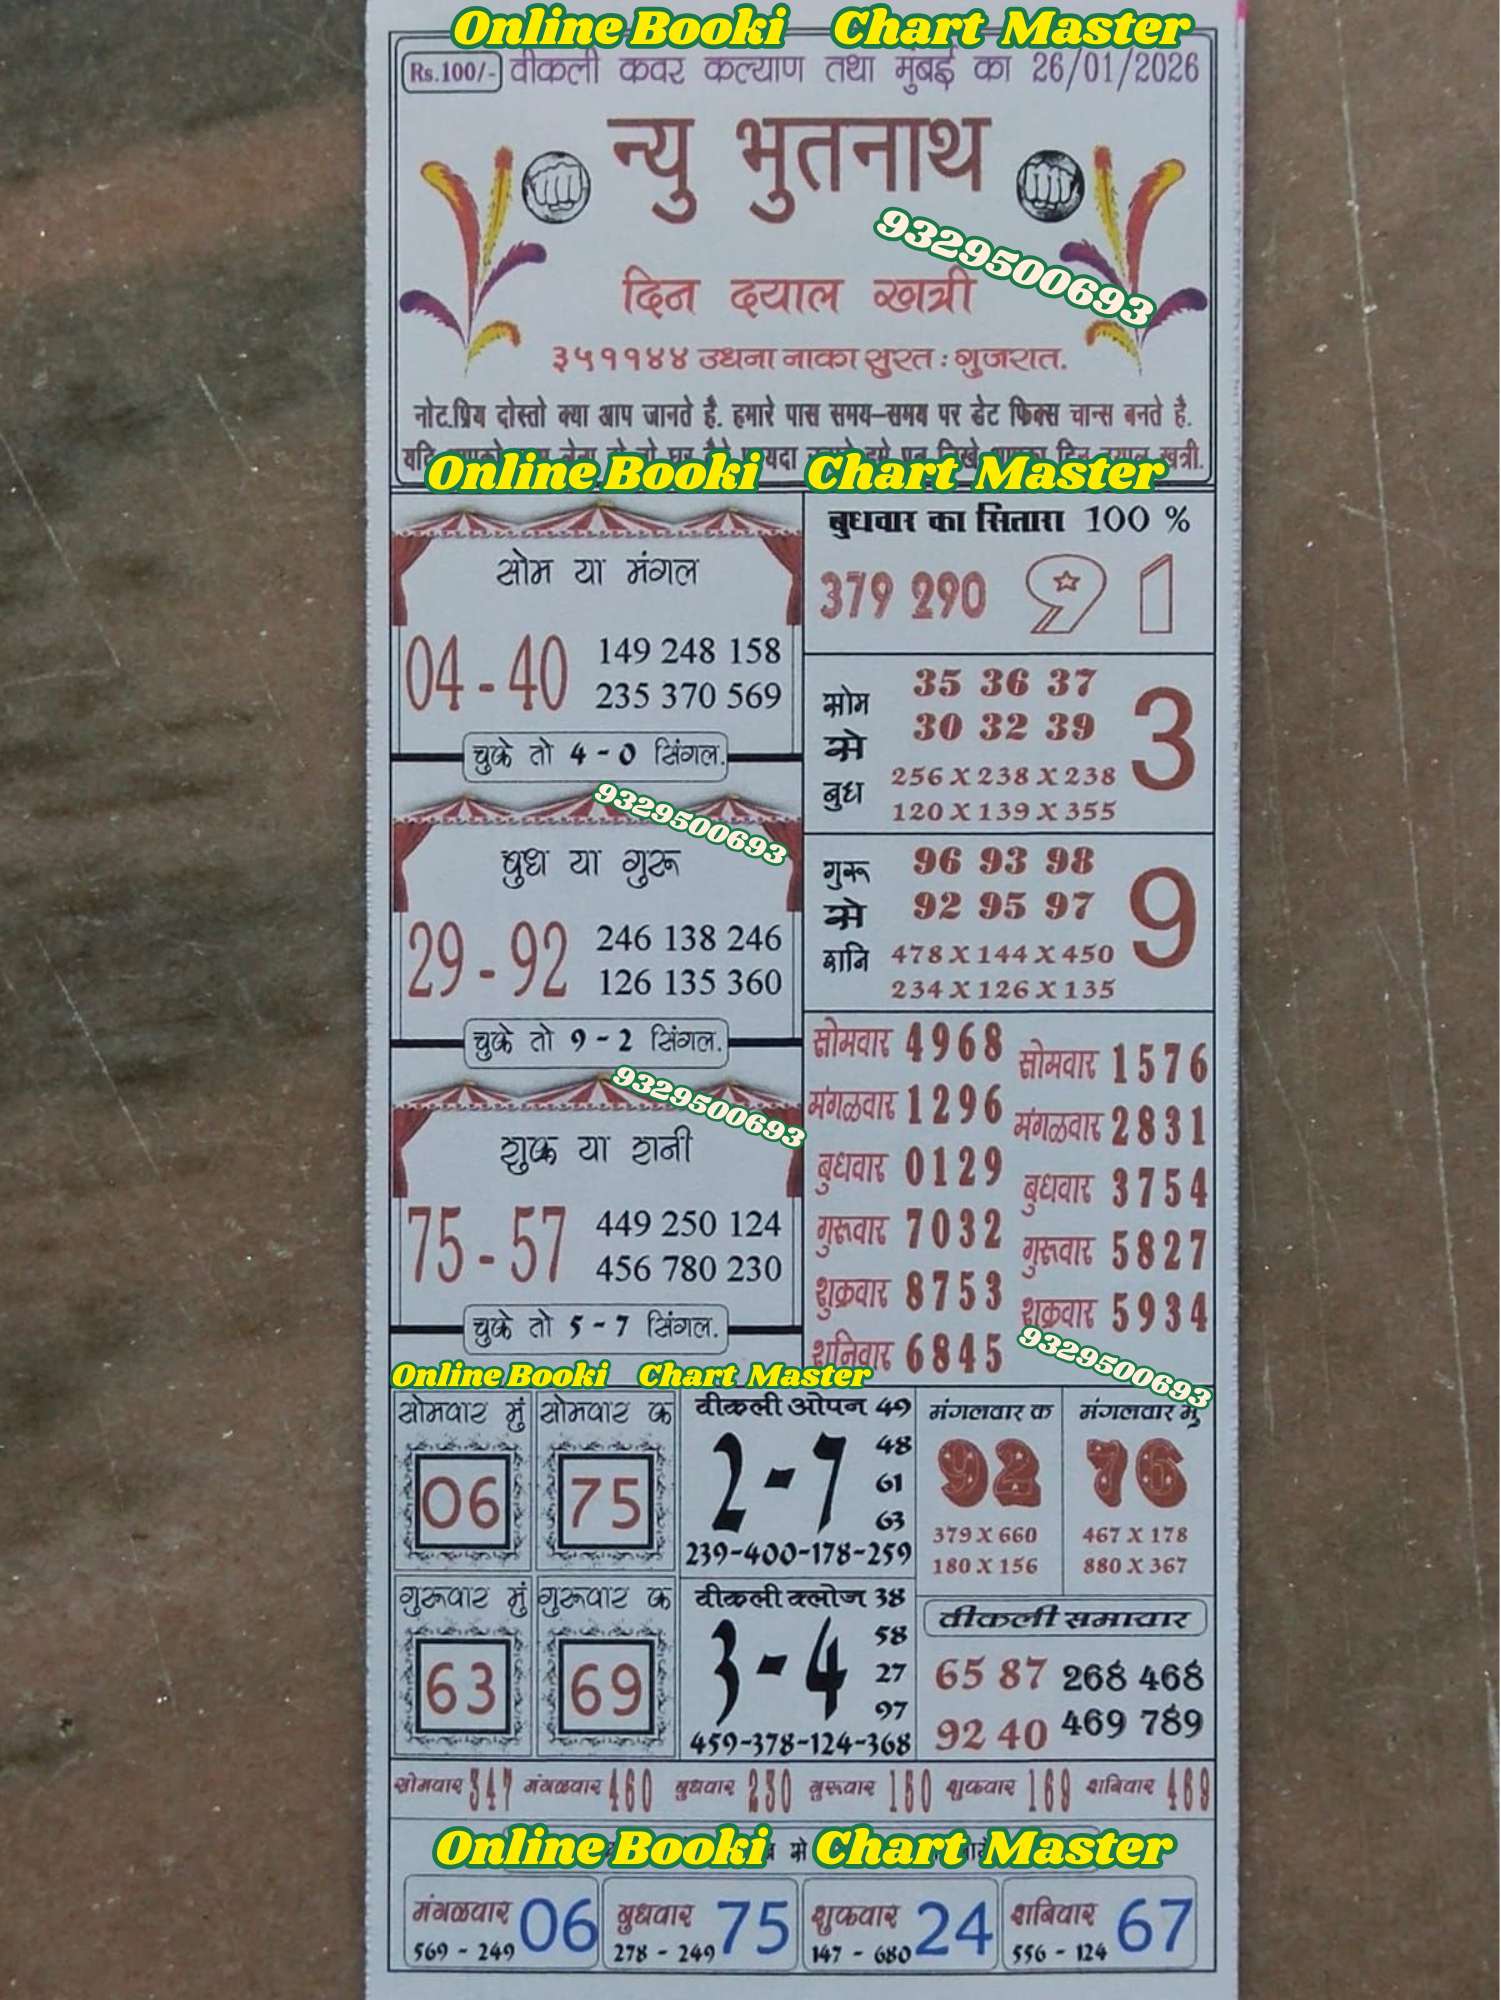 Online Booki Chart Master
Rs.100/- वीकली कवर कल्याण तथा मुंबई का 26/01/2026
न्यु भुतनाथ
9329500693
दिन दयाल खत्री
३५११४४ उधना नाका सुरत : गुजरात.
नोट.प्रिय दोस्तो क्या आप जानते है. हमारे पास समय-समय पर डेट फिक्स चान्स बनते है.
Online Booki Chart Master
सोम या मंगल
04 - 40
149 248 158
235 370 569
चुके तो 4 - 0 सिंगल.
9329500693
बुध या गुरू
29 - 92
246 138 246
126 135 360
चुके तो 9 - 2 सिंगल.
9329500693
शुक्र या शनी
75 - 57
449 250 124
456 780 230
चुके तो 5 - 7 सिंगल.
बुधवार का सितारा 100 %
379 290 9 1
सोम से बुध
35 36 37
30 32 39
3
256 X 238 X 238
120 X 139 X 355
गुरू से शनि
96 93 98
92 95 97
9
478 X 144 X 450
234 X 126 X 135
सोमवार 4968
मंगळवार 1296
बुधवार 0129
गुरूवार 7032
शुक्रवार 8753
शनिवार 6845
सोमवार 1576
मंगळवार 2831
बुधवार 3754
गुरूवार 5827
शुक्रवार 5934
9329500693
Online Booki Chart Master
सोमवार मुं
06
सोमवार क
75
वीकली ओपन 49
2 - 7
48
61
63
239-400-178-259
मंगलवार क
92
379 X 660
180 X 156
मंगलवार मु
76
467 X 178
880 X 367
गुरूवार मुं
63
गुरूवार क
69
वीकली क्लोज 38
3 - 4
58
27
97
459-378-124-368
वीकली समाचार
65 87 268 468
92 40 469 789
सोमवार 347 मंगळवार 460 बुधवार 230 गुरूवार 150 शुक्रवार 169 शनिवार 469
Online Booki से Chart Master
मंगळवार 06
569 - 249
बुधवार 75
278 - 249
शुक्रवार 24
147 - 680
शनिवार 67
556 - 124